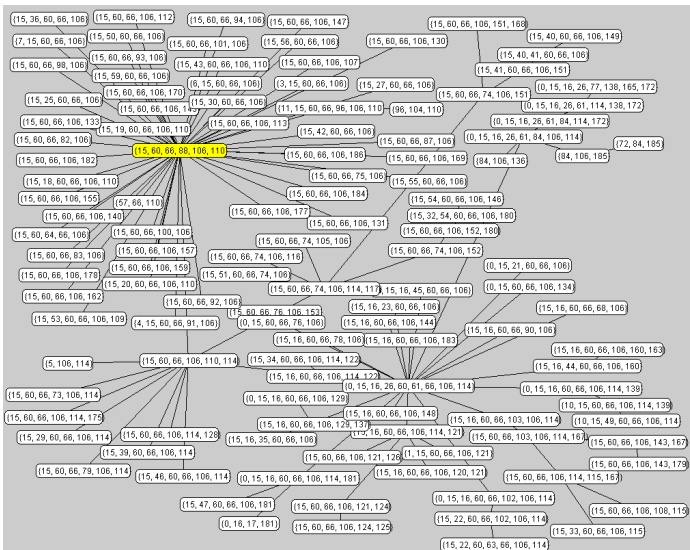 {15, 36, 60, 66, 106}
{15, 60, 66, 106, 112}
{15, 60, 66, 94, 106}
{15, 60, 66, 106, 147}
{15, 60, 66, 106, 151, 168}
{7, 15, 60, 66, 106}
{15, 50, 60, 66, 106}
{15, 60, 66, 101, 106}
{15, 56, 60, 66, 106}
{15, 60, 66, 106, 130}
{15, 40, 60, 66, 106, 149}
{15, 60, 66, 98, 106}
{15, 60, 66, 93, 106}
{15, 43, 60, 66, 106, 110}
{15, 60, 66, 106, 107}
{15, 40, 41, 60, 66, 106}
{15, 59, 60, 66, 106}
{6, 15, 60, 66, 106}
{3, 15, 60, 66, 106}
{15, 27, 60, 66, 106}
{15, 41, 60, 66, 106, 151}
{15, 60, 66, 106, 170}
{15, 60, 66, 74, 106, 151}
{0, 15, 16, 26, 77, 138, 165, 172}
{15, 25, 60, 66, 106}
{15, 60, 66, 106, 14
{15, 30, 60, 66, 106}
{11, 15, 60, 66, 96, 106, 110}
{96, 104, 110}
{0, 15, 16, 26, 61, 114, 138, 172}
{15, 60, 66, 106, 133}
{15, 19, 60, 66, 106, 110}
{15, 60, 66, 106, 113}
{0, 15, 16, 26, 61, 84, 114, 172}
{15, 60, 66, 82, 106}
{15, 42, 60, 66, 106}
{15, 60, 66, 87, 106}
{0, 15, 16, 26, 61, 84, 106, 114}
{72, 84, 185}
{15, 60, 66, 106, 182}
{15, 60, 66, 88, 106, 110}
{15, 60, 66, 106, 186}
{15, 60, 66, 106, 169}
{84, 106, 136}
{84, 106, 185}
{15, 18, 60, 66, 106, 110}
{15, 60, 66, 75, 106}
{15, 55, 60, 66, 106}
{15, 60, 66, 106, 155}
{57, 66, 110}
{15, 60, 66, 106, 184}
{15, 54, 60, 66, 106, 146}
{15, 60, 66, 106, 140}
{15, 60, 66, 106, 177}
{15, 60, 66, 106, 131}
{15, 32, 54, 60, 66, 106, 180}
{15, 60, 64, 66, 106}
{15, 60, 66, 100, 106}
{15, 60, 66, 106, 152, 180}
{15, 60, 66, 83, 106}
{15, 60, 66, 106, 157}
{15, 60, 66, 74, 105, 106}
{15, 60, 66, 74, 106, 152}
{15, 60, 66, 106, 178}
{15, 60, 66, 106, 159}
{15, 60, 66, 74, 106, 116}
{15, 60, 66, 106, 162}
{15, 20, 60, 66, 106, 110}
{15, 51, 60, 66, 74, 106}
{15, 60, 66, 74, 106, 114, 117}
15, 16, 45, 60, 66, 106}
{0, 15, 21, 60, 66, 106}
{0, 15, 60, 66, 106, 134}
{15, 53, 60, 66, 106, 109}
{15, 60, 66, 92, 106}
{15, 60, 66, 76, 106, 153}
{15, 16, 23, 60, 66, 106}
{15, 16, 60, 66, 68, 106}
{4, 15, 60, 66, 91, 106}
{0, 15, 60, 66, 76, 106}
{15, 16, 60, 66, 106, 144}
{15, 16, 60, 66, 90, 106}
{15, 16, 60, 66, 78, 106}
{15, 16, 60, 66, 106, 183}
{5, 106, 114}
{15, 60, 66, 106, 110, 114}
{15, 34, 60, 66, 106, 114, 122}
{15, 16, 60, 66, 106, 160, 163}
{15, 16, 60, 66, 106, 114, 122}
{0, 15, 16, 26, 60, 61, 66, 106, 114}
{15, 16, 44, 60, 66, 106, 160}
{15, 60, 66, 73, 106, 114}
{0, 15, 16, 60, 66, 106, 129}
{0, 15, 16, 60, 66, 106, 114, 139}
{15, 60, 66, 106, 114, 175}
{15, 16, 60, 66, 106, 148}
{10, 15, 60, 66, 106, 114, 139}
{15, 29, 60, 66, 106, 114}
{15, 60, 66, 106, 114, 128}
{15, 16, 60, 66, 106, 129, 137}
{15, 16, 60, 66, 103, 106, 114}
{10, 15, 49, 60, 66, 106, 114}
{15, 39, 60, 66, 106, 114}
{15, 16, 35, 60, 66, 106}
15, 16, 60, 66, 106, 114, 121}
{15, 60, 66, 103, 106, 114, 167}
{15, 60, 66, 106, 143, 167}
{15, 60, 66, 79, 106, 114}
{15, 60, 66, 106, 121, 126}
{1, 15, 60, 66, 106, 121}
{15, 60, 66, 106, 143, 179}
{15, 46, 60, 66, 106, 114}
{0, 15, 16, 60, 66, 106, 114, 181}
{15, 16, 60, 66, 106, 120, 121}
{15, 60, 66, 106, 114, 115, 167}
{15, 47, 60, 66, 106, 181}
{15, 60, 66, 106, 121, 124}
{0, 15, 16, 60, 66, 102, 106, 114}
{15, 60, 66, 106, 108, 115}
{0, 16, 17, 181}
{15, 60, 66, 106, 124, 125}
{15, 22, 60, 66, 102, 106, 114}
{15, 33, 60, 66, 106, 115}
{15, 22, 60, 63, 66, 106, 114}